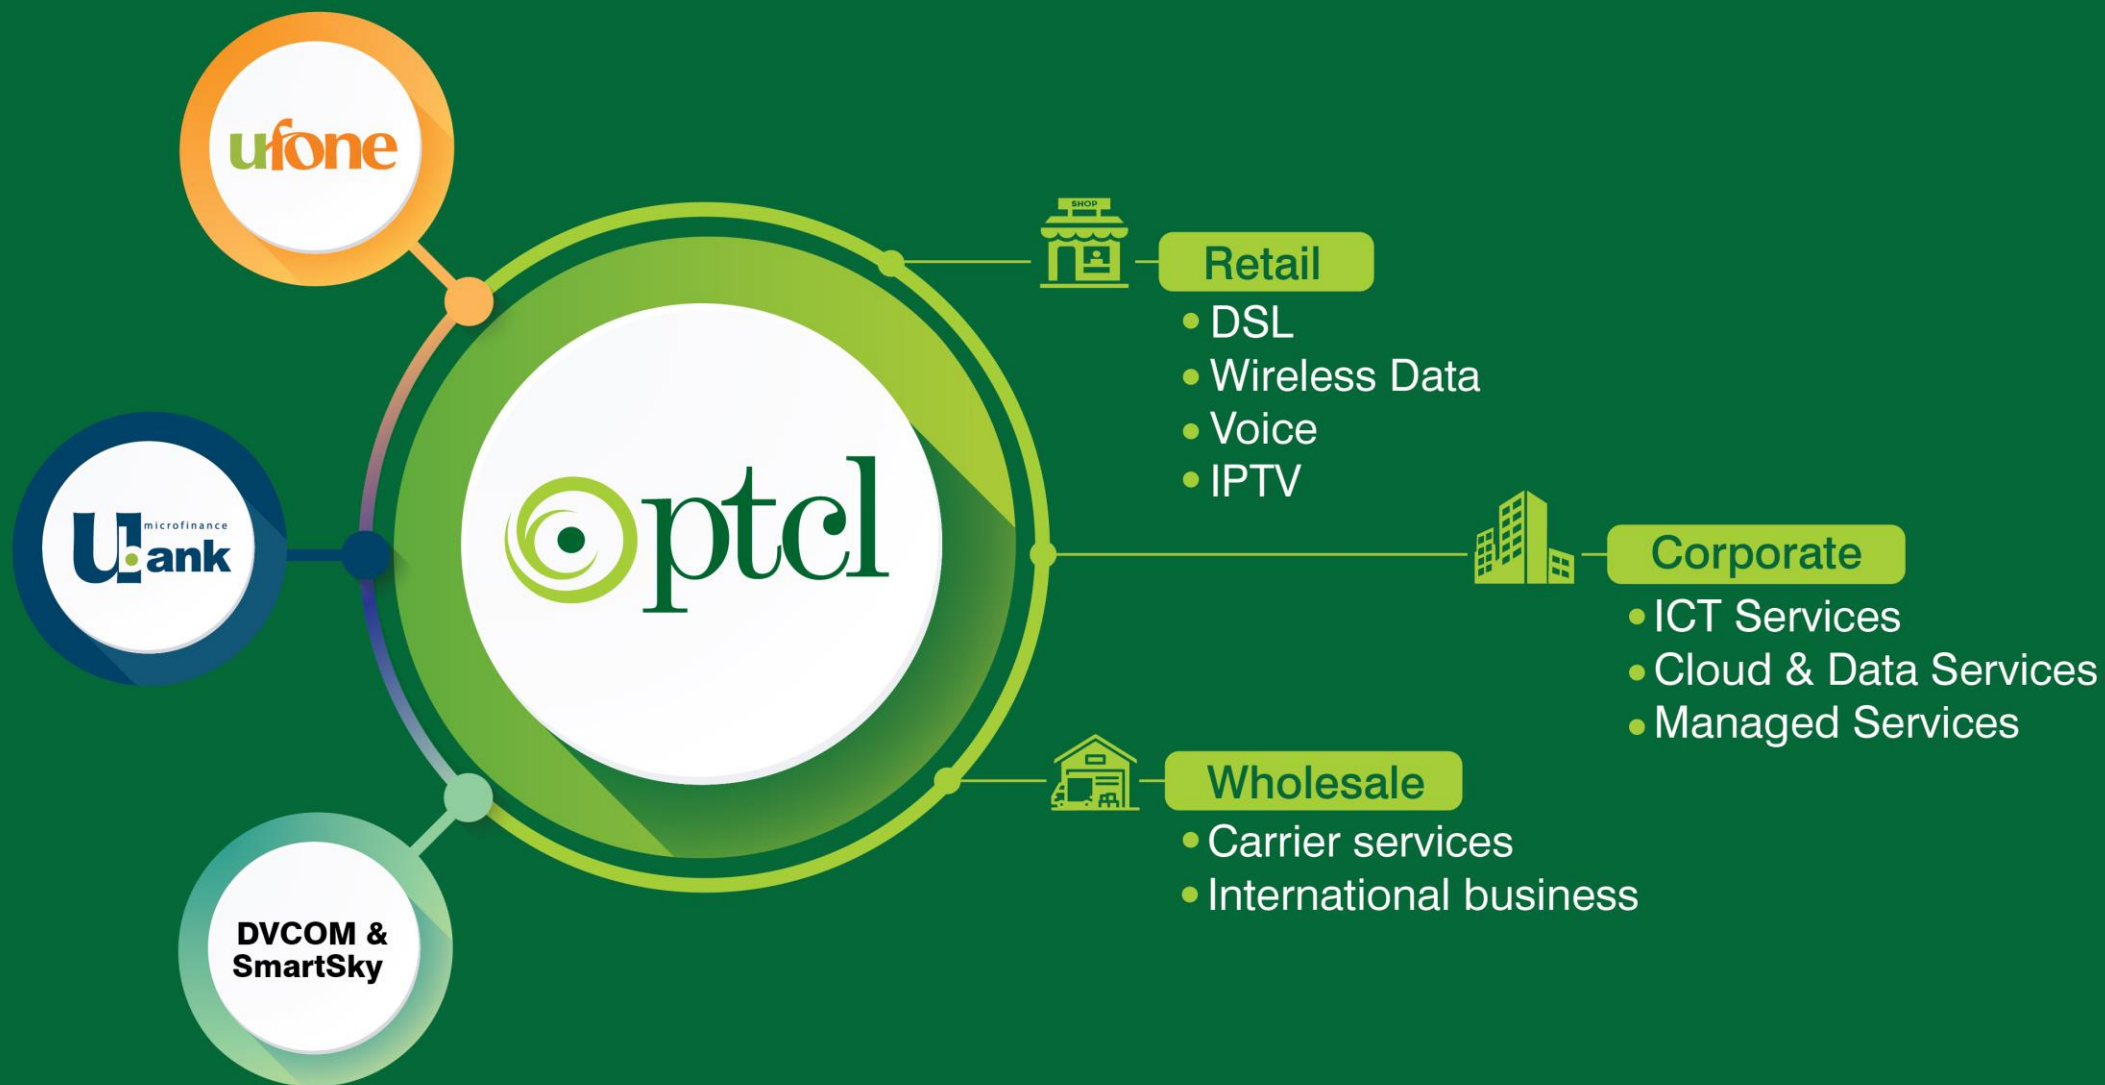 ufone
microfinance
Ubank
DVCOM &
SmartSky
ptcl
SHOP
Retail
• DSL
• Wireless Data
• Voice
• IPTV
Corporate
• ICT Services
• Cloud & Data Services
• Managed Services
Wholesale
• Carrier services
• International business